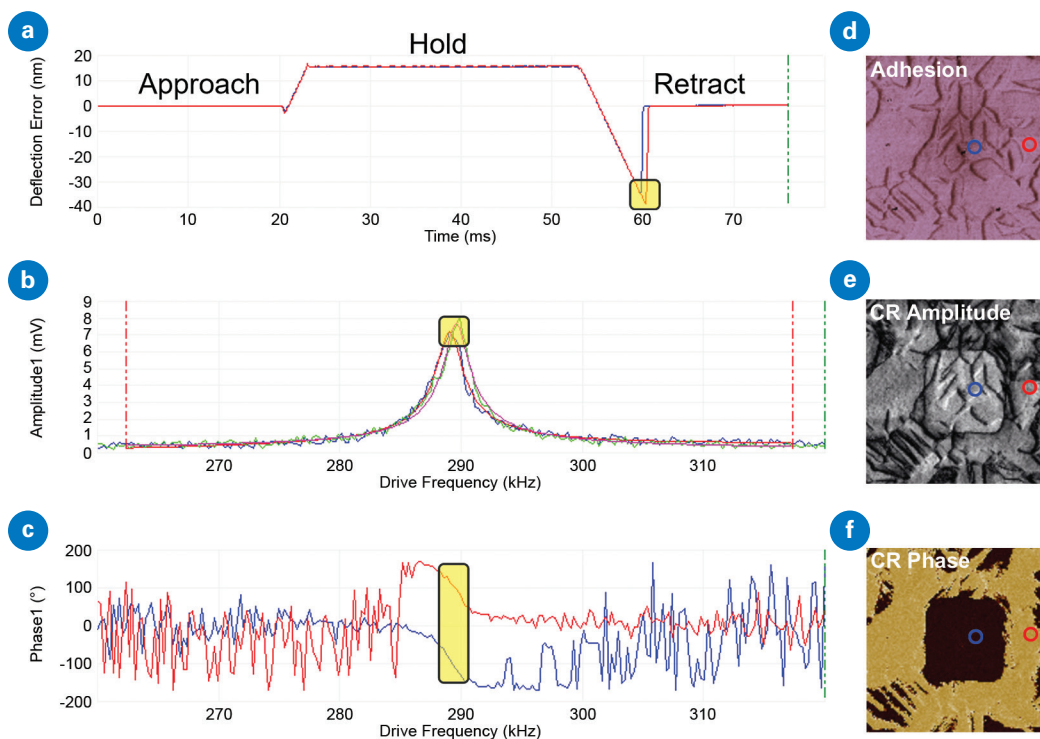 a
Hold
Approach
Retract
Deflection Error (nm)
20
10
0
-10
-20
-30
-40
0 10 20 30 40 50 60 70
Time (ms)
d
Adhesion
b
Amplitude1 (mV)
9
8
7
6
5
4
3
2
1
0
270 280 290 300 310
Drive Frequency (kHz)
e
CR Amplitude
c
Phase1 (°)
200
100
0
-100
-200
270 280 290 300 310
Drive Frequency (kHz)
f
CR Phase